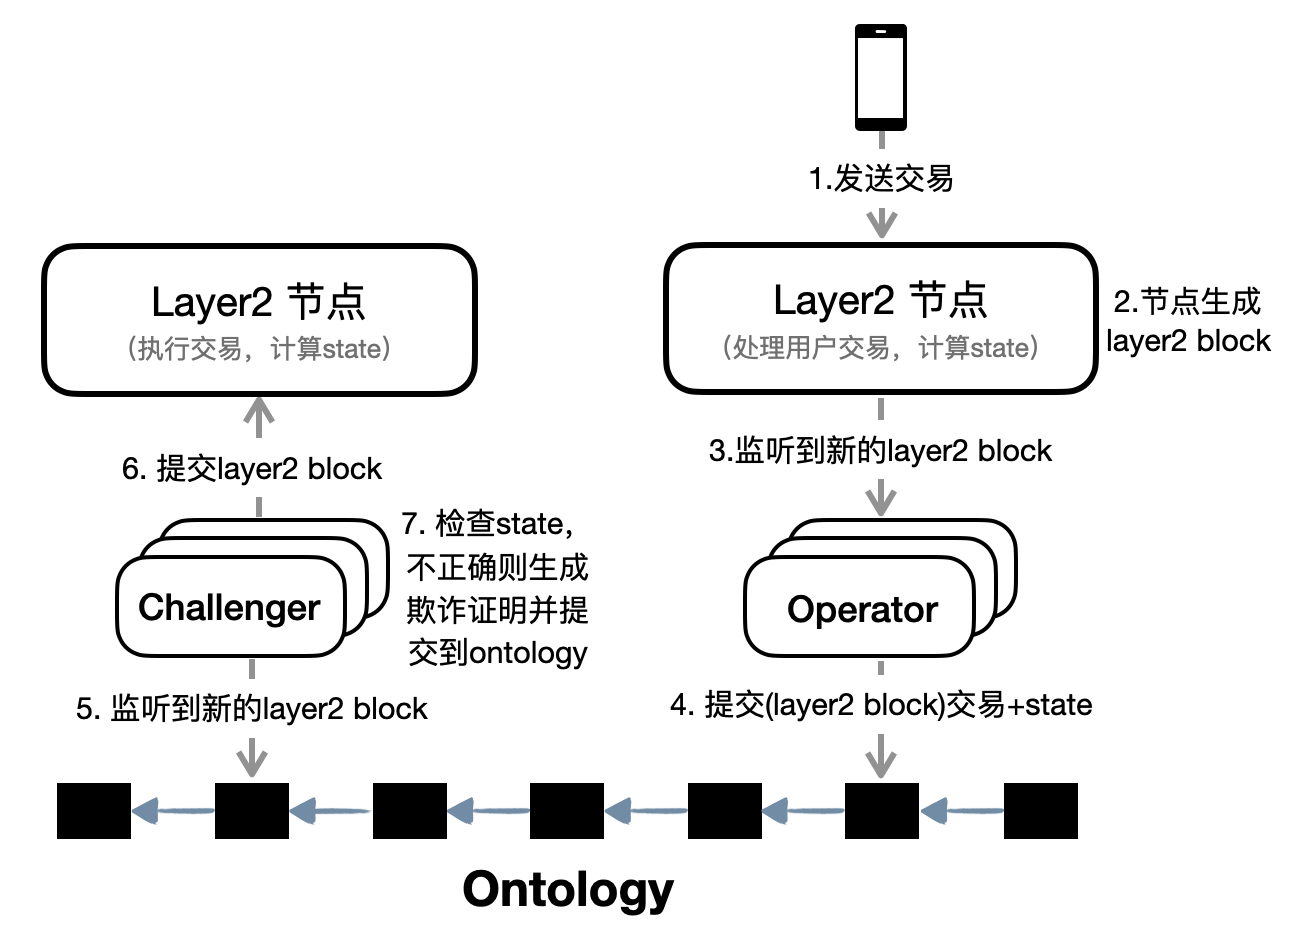 1.发送交易
Layer2 节点
（执行交易，计算state）
Layer2 节点
（处理用户交易，计算state）
2.节点生成
layer2 block
6. 提交layer2 block
3.监听到新的layer2 block
7. 检查state，
不正确则生成
欺诈证明并提
交到ontology
Challenger
Operator
5. 监听到新的layer2 block
4. 提交(layer2 block)交易+state
Ontology